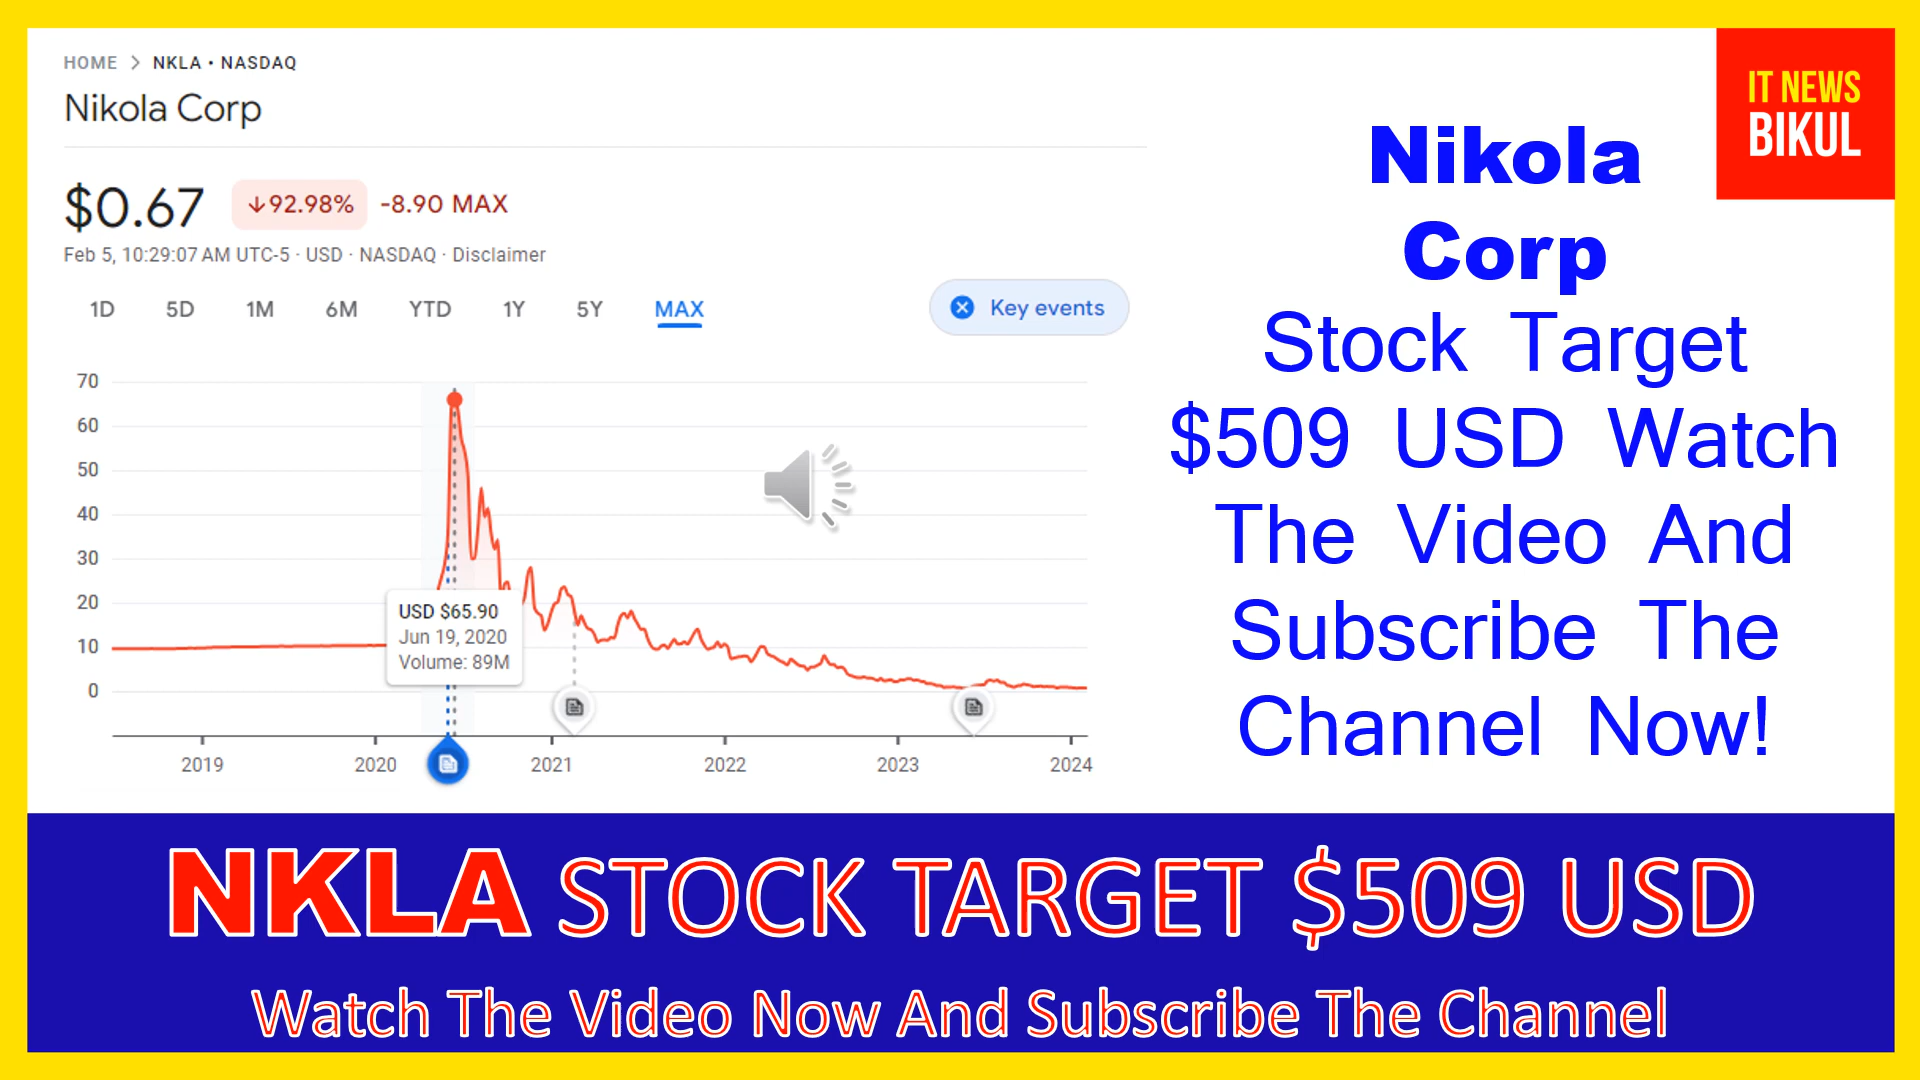 HOME > NKLA • NASDAQ
Nikola Corp
$0.67 ↓92.98% -8.90 MAX
Feb 5, 10:29:07 AM UTC-5 · USD · NASDAQ · Disclaimer
1D 5D 1M 6M YTD 1Y 5Y MAX Key events
70
60
50
40
30
20
10
0
USD $65.90
Jun 19, 2020
Volume: 89M
2019 2020 2021 2022 2023 2024
IT NEWS
BIKUL
Nikola
Corp
Stock Target
$509 USD Watch
The Video And
Subscribe The
Channel Now!
NKLA STOCK TARGET $509 USD
Watch The Video Now And Subscribe The Channel